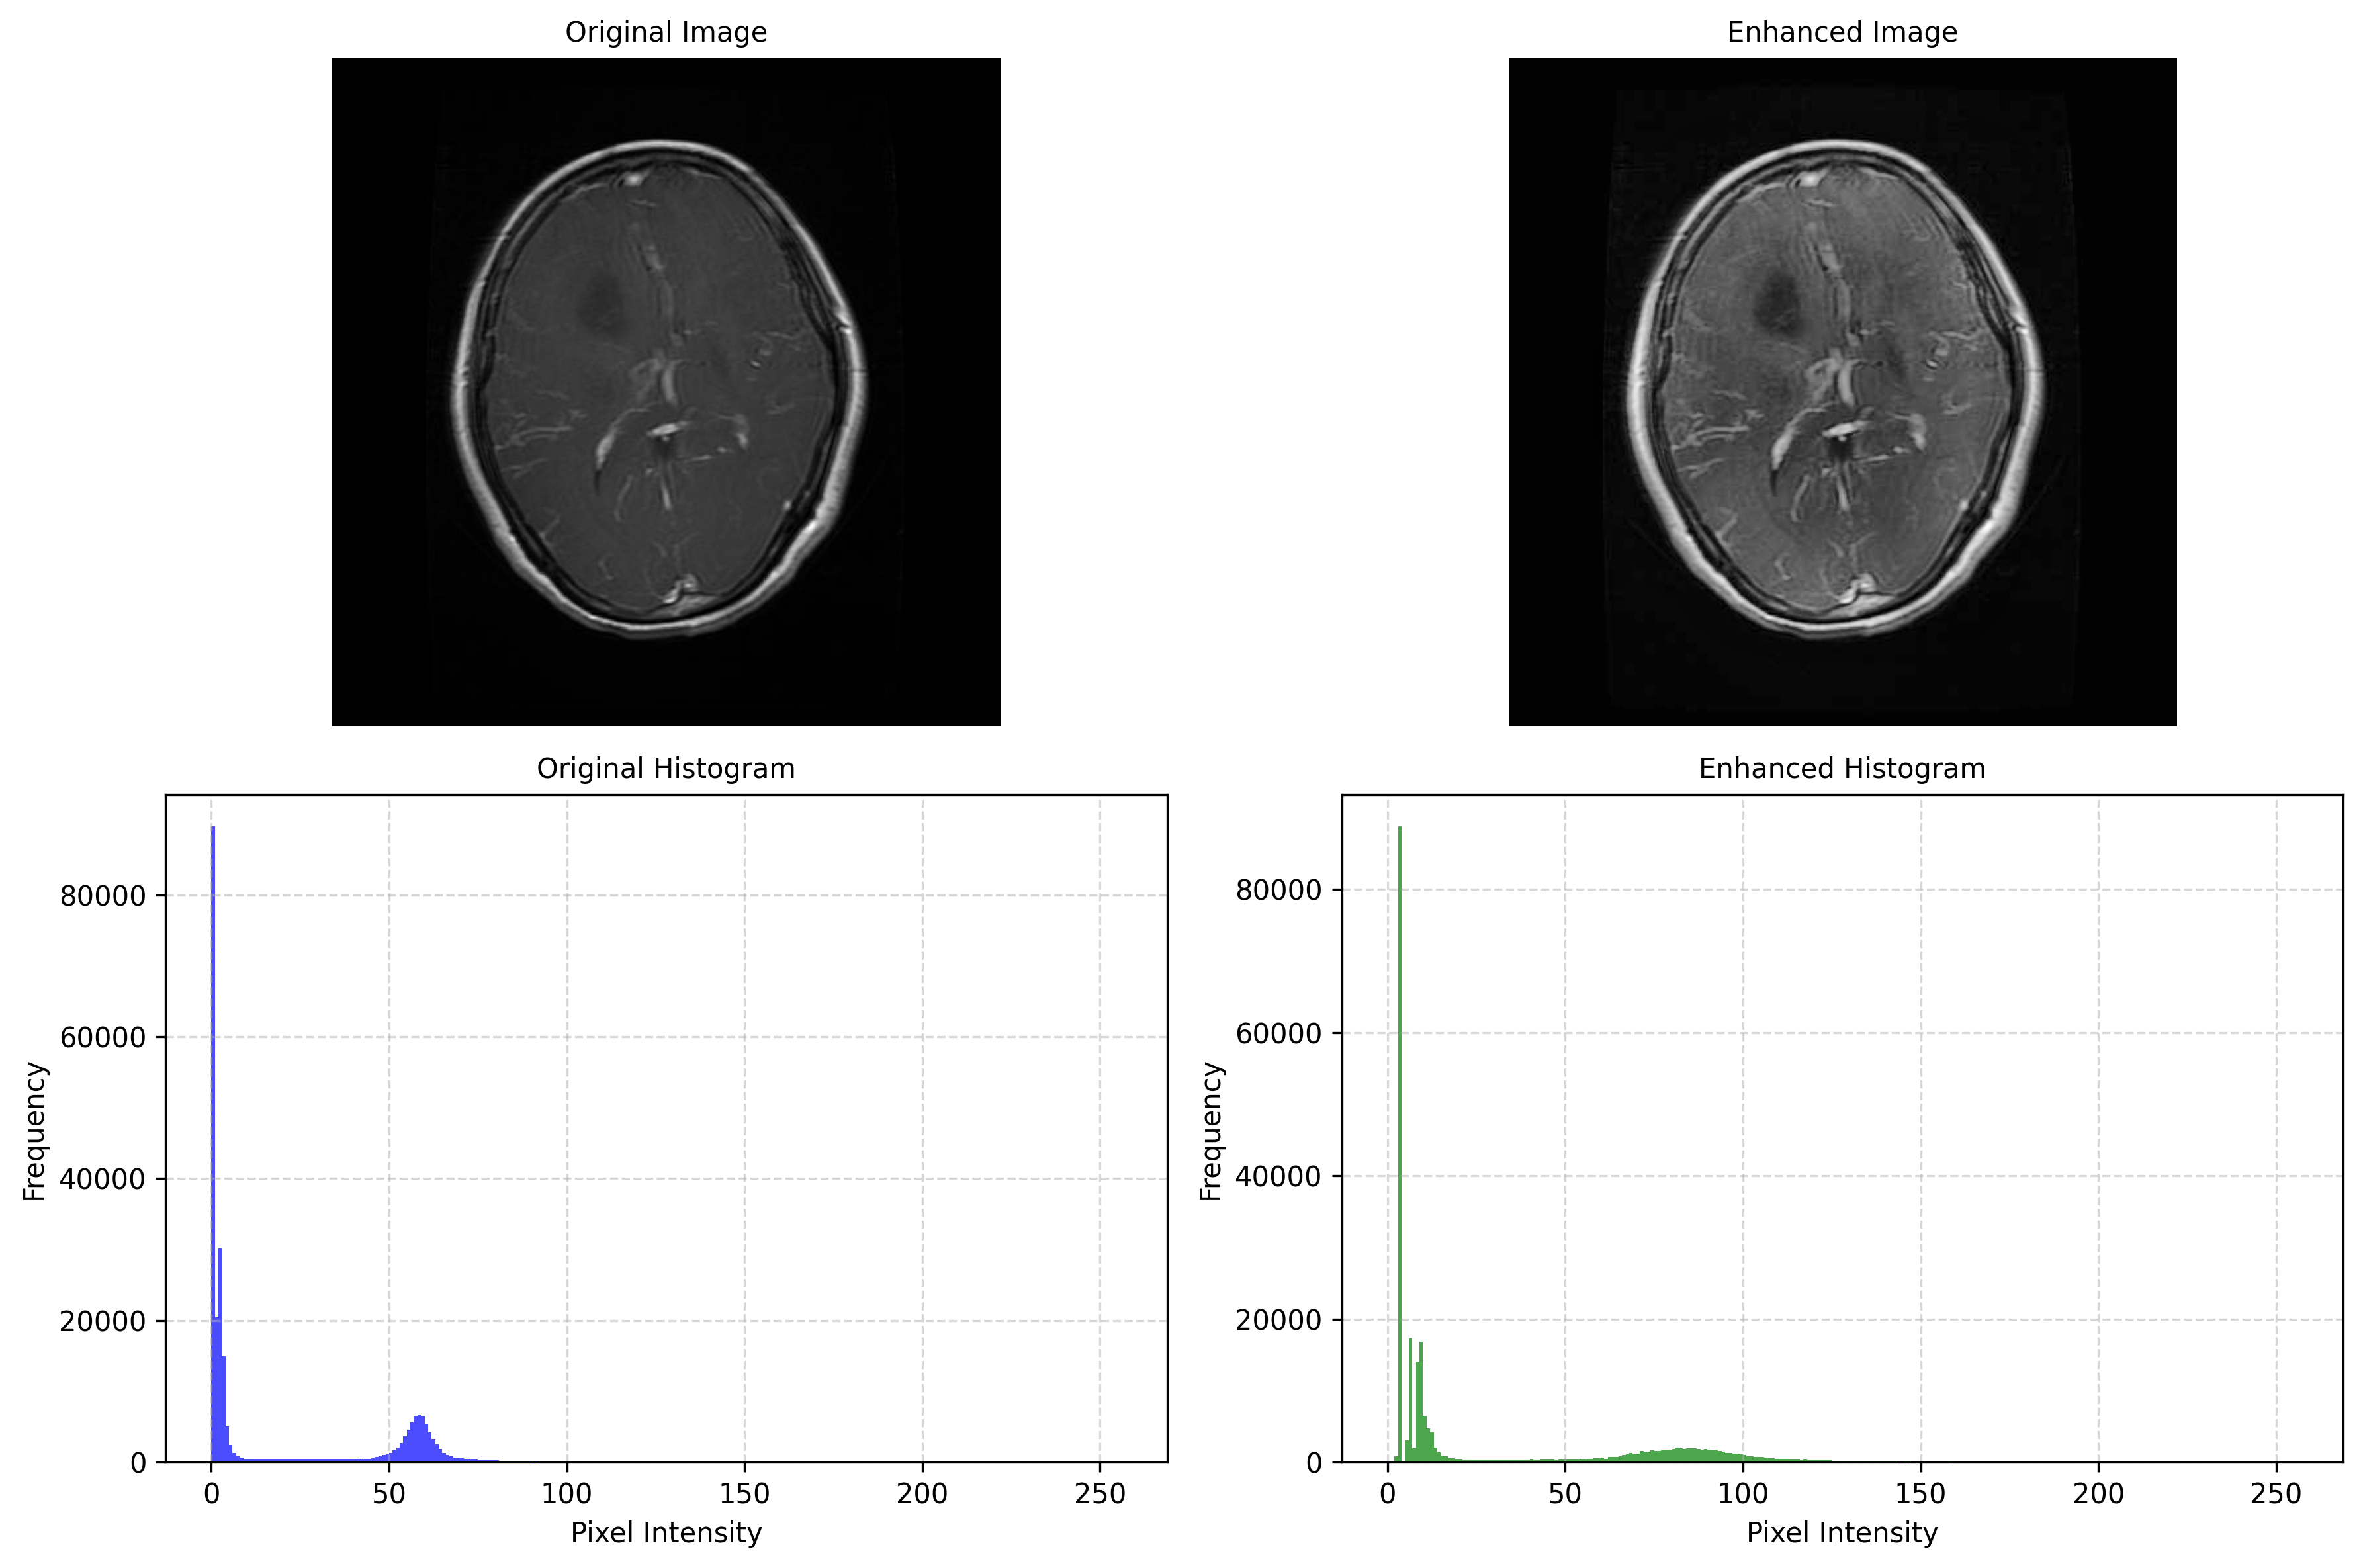 Original Image
Enhanced Image
Original Histogram
Enhanced Histogram
Frequency
80000
60000
40000
20000
0
0 50 100 150 200 250
Pixel Intensity
Frequency
80000
60000
40000
20000
0
0 50 100 150 200 250
Pixel Intensity